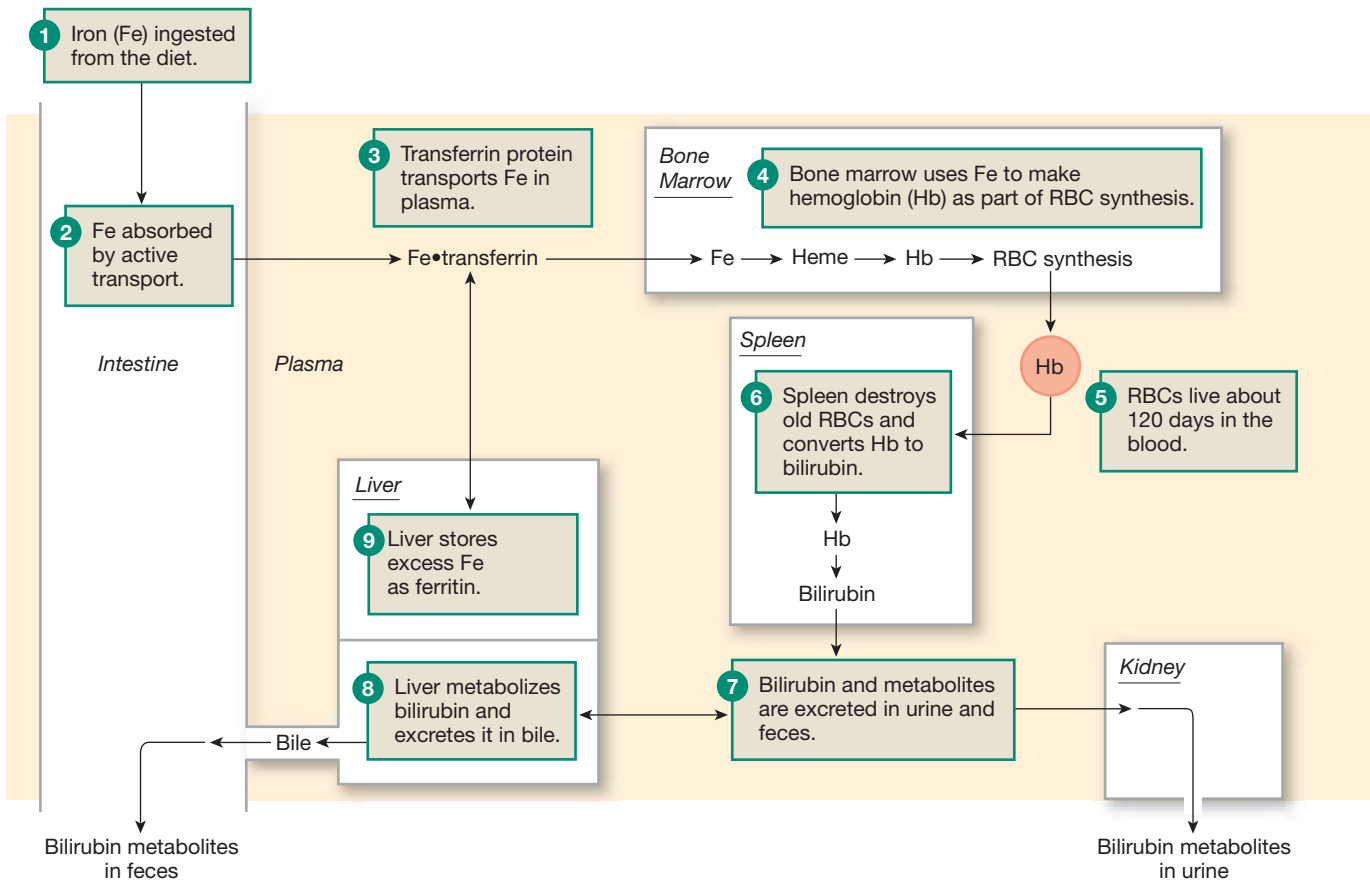 1 Iron (Fe) ingested
from the diet.
2 Fe absorbed
by active
transport.
3 Transferrin protein
transports Fe in
plasma.
Bone
Marrow
4 Bone marrow uses Fe to make
hemoglobin (Hb) as part of RBC synthesis.
Fe•transferrin
Fe
Heme
Hb
RBC synthesis
Intestine
Plasma
Spleen
Hb
5 RBCs live about
120 days in the
blood.
6 Spleen destroys
old RBCs and
converts Hb to
bilirubin.
Hb
Bilirubin
Liver
9 Liver stores
excess Fe
as ferritin.
8 Liver metabolizes
bilirubin and
excretes it in bile.
7 Bilirubin and metabolites
are excreted in urine and
feces.
Kidney
Bile
Bilirubin metabolites
in feces
Bilirubin metabolites
in urine